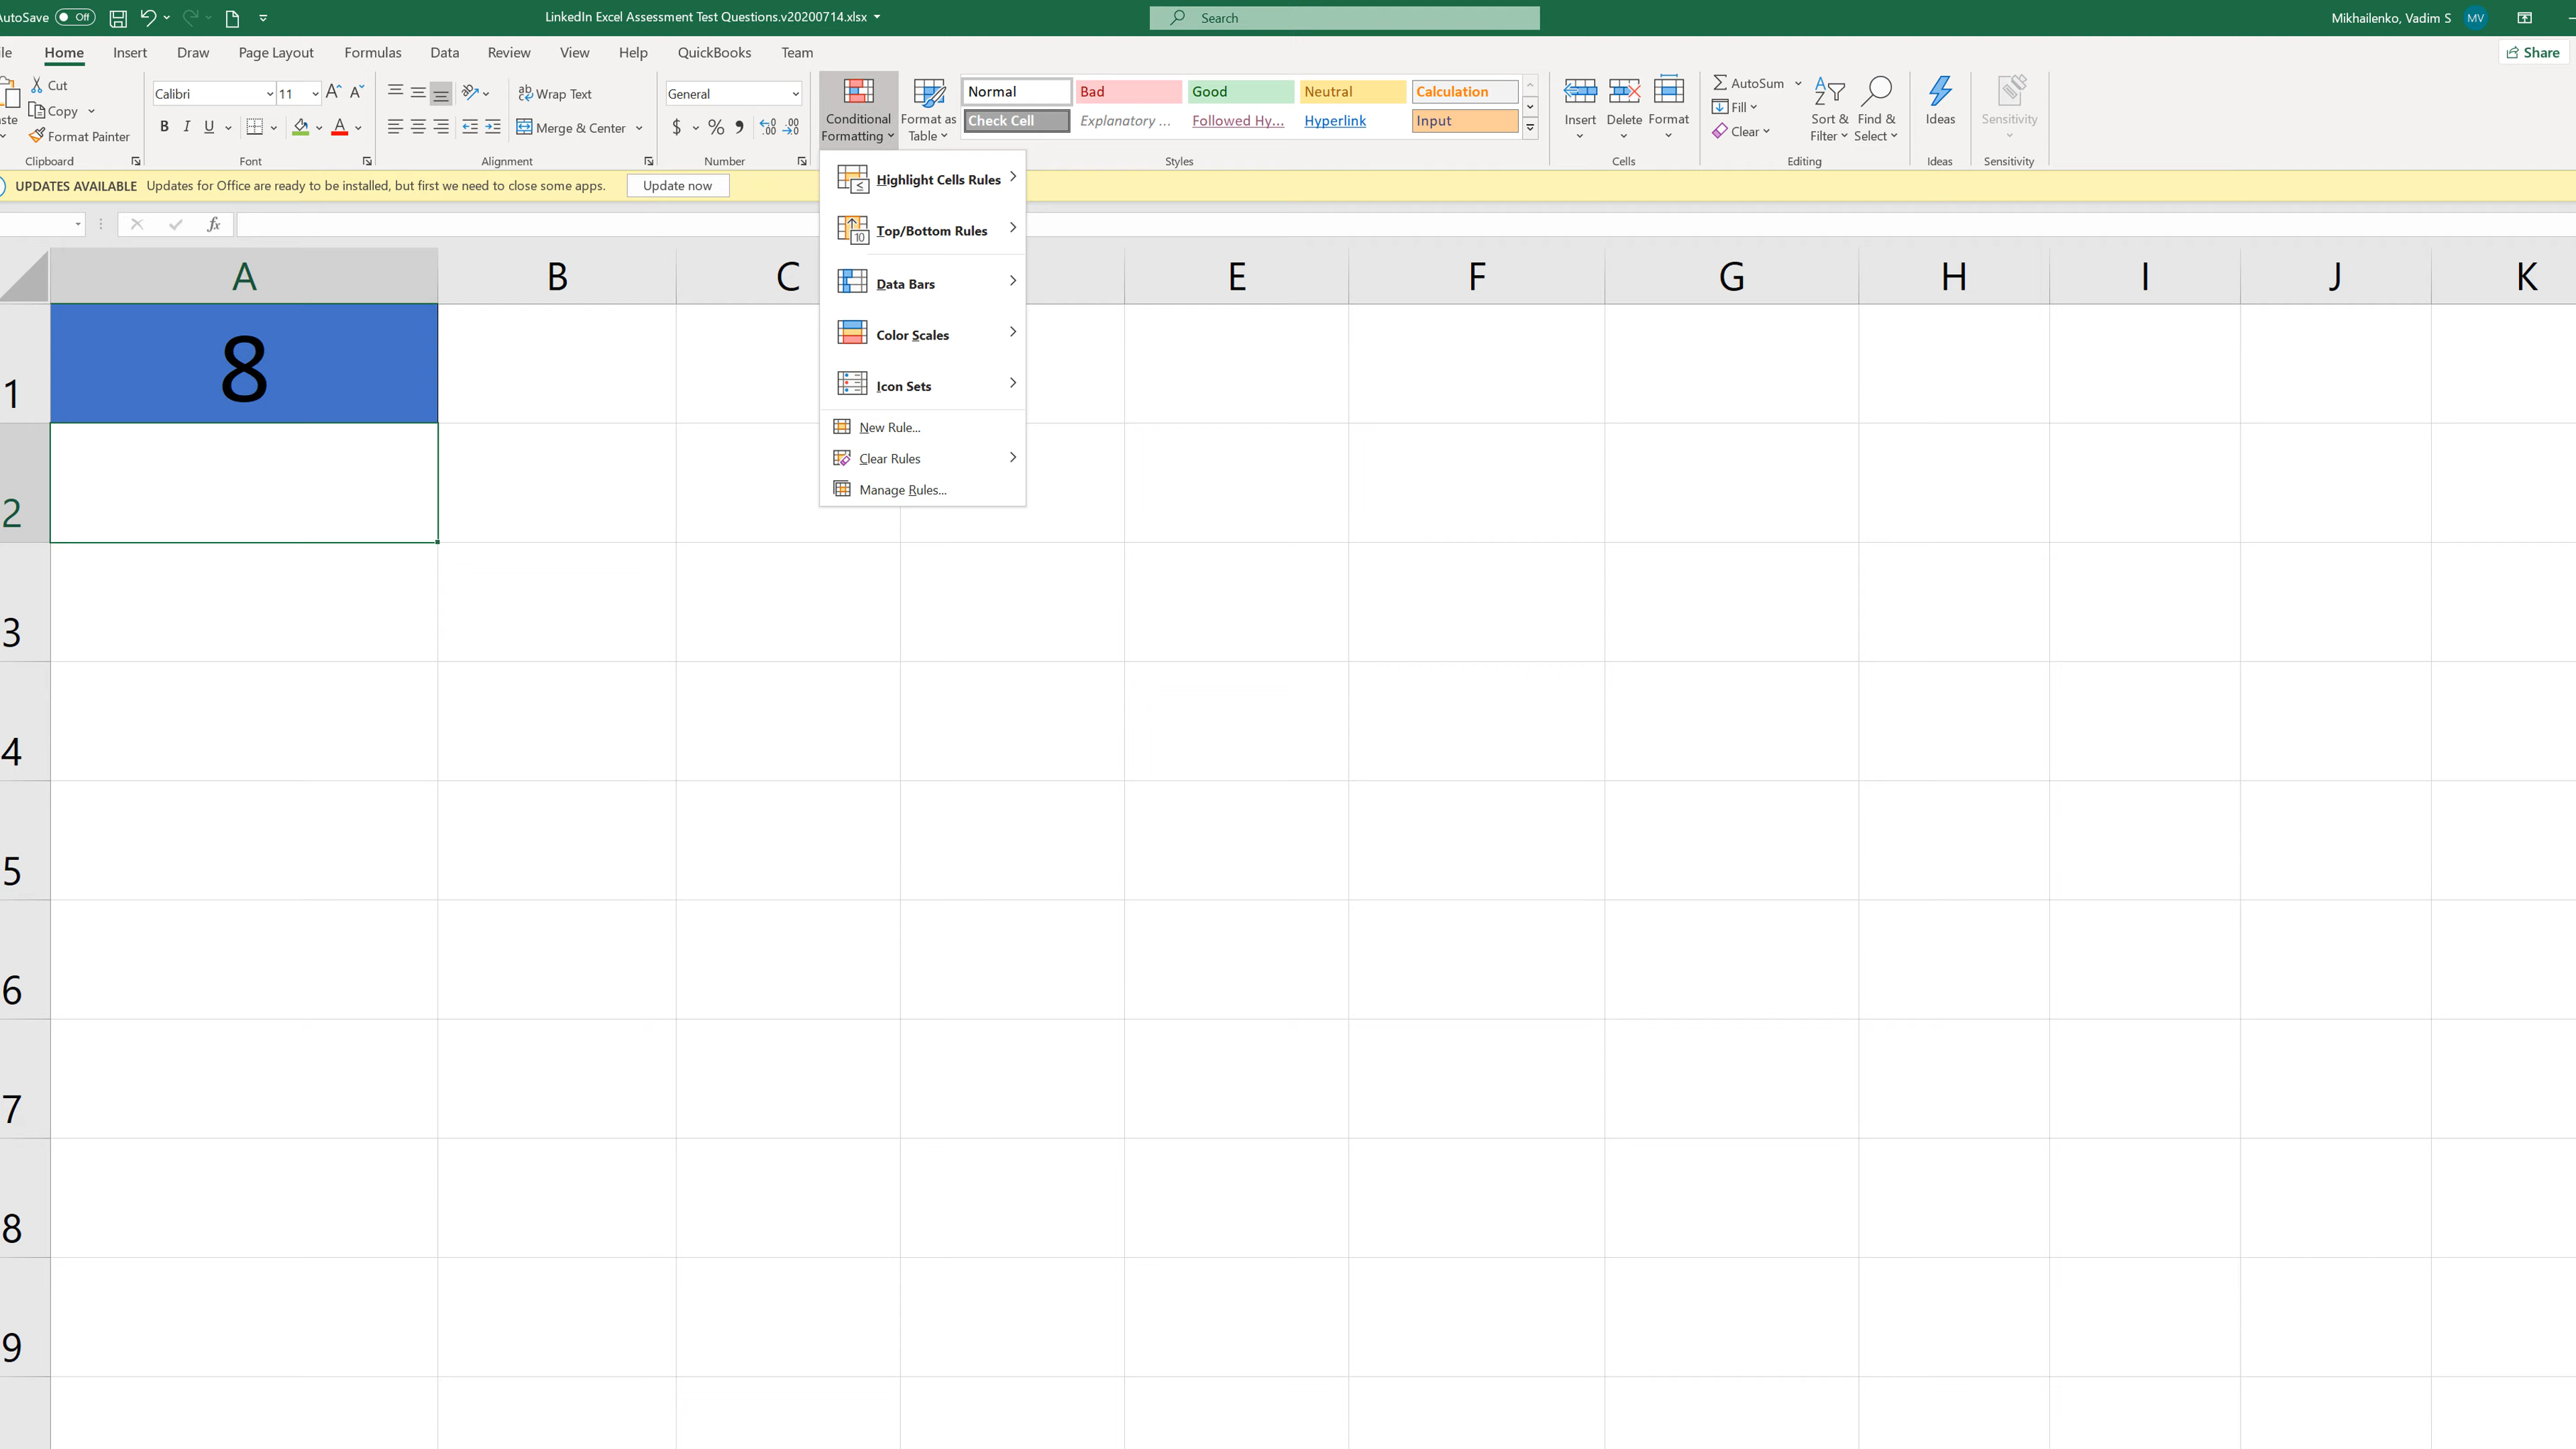 AutoSave Off LinkedIn Excel Assessment Test Questions.v20200714.xlsx Search Mikhailenko, Vadim S MV
Home Insert Draw Page Layout Formulas Data Review View Help QuickBooks Team Share
Cut
Copy
Format Painter
Clipboard
Calibri 11
B I U A
Font
Wrap Text
Merge & Center
Alignment
General
$ % , .00
Number
Conditional Formatting
Format as Table
Normal Bad Good Neutral Calculation
Check Cell Explanatory ... Followed Hy... Hyperlink Input
Styles
Insert Delete Format
Cells
AutoSum
Fill
Clear
Sort & Filter
Find & Select
Editing
Ideas
Ideas
Sensitivity
Sensitivity
UPDATES AVAILABLE Updates for Office are ready to be installed, but first we need to close some apps. Update now
fx
Highlight Cells Rules
Top/Bottom Rules
Data Bars
Color Scales
Icon Sets
New Rule...
Clear Rules
Manage Rules...
A B C E F G H I J K
1 8
2
3
4
5
6
7
8
9